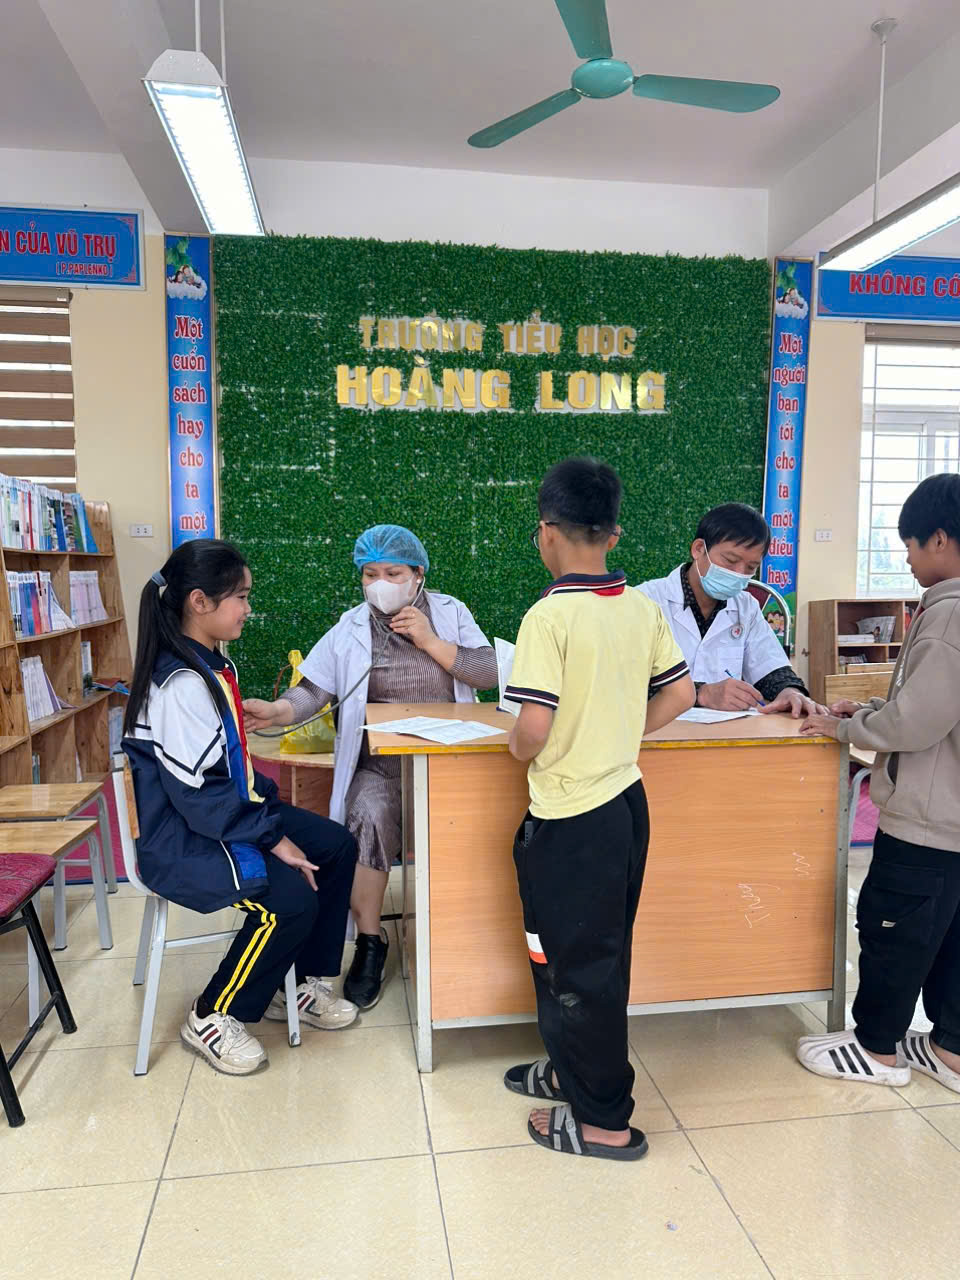 N CỦA VŨ TRỤ
( P.PAPLENKO )
KHÔNG CÓ
TRƯỜNG TIỂU HỌC
HOÀNG LONG
Một
cuốn
sách
hay
cho
ta
một
Một
người
bạn
tốt
cho
ta
một
điều
hay.